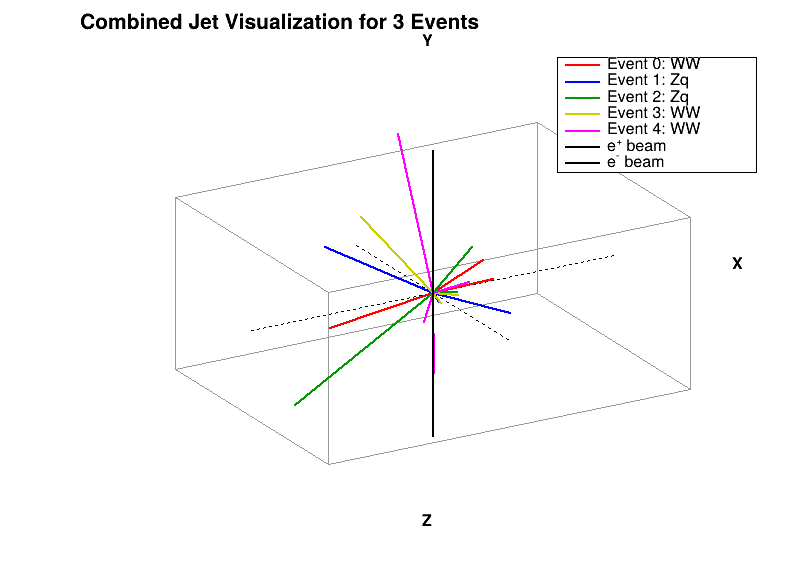 Combined Jet Visualization for 3 Events
Y
Event 0: WW
Event 1: Zq
Event 2: Zq
Event 3: WW
Event 4: WW
e⁺ beam
e⁻ beam
X
Z